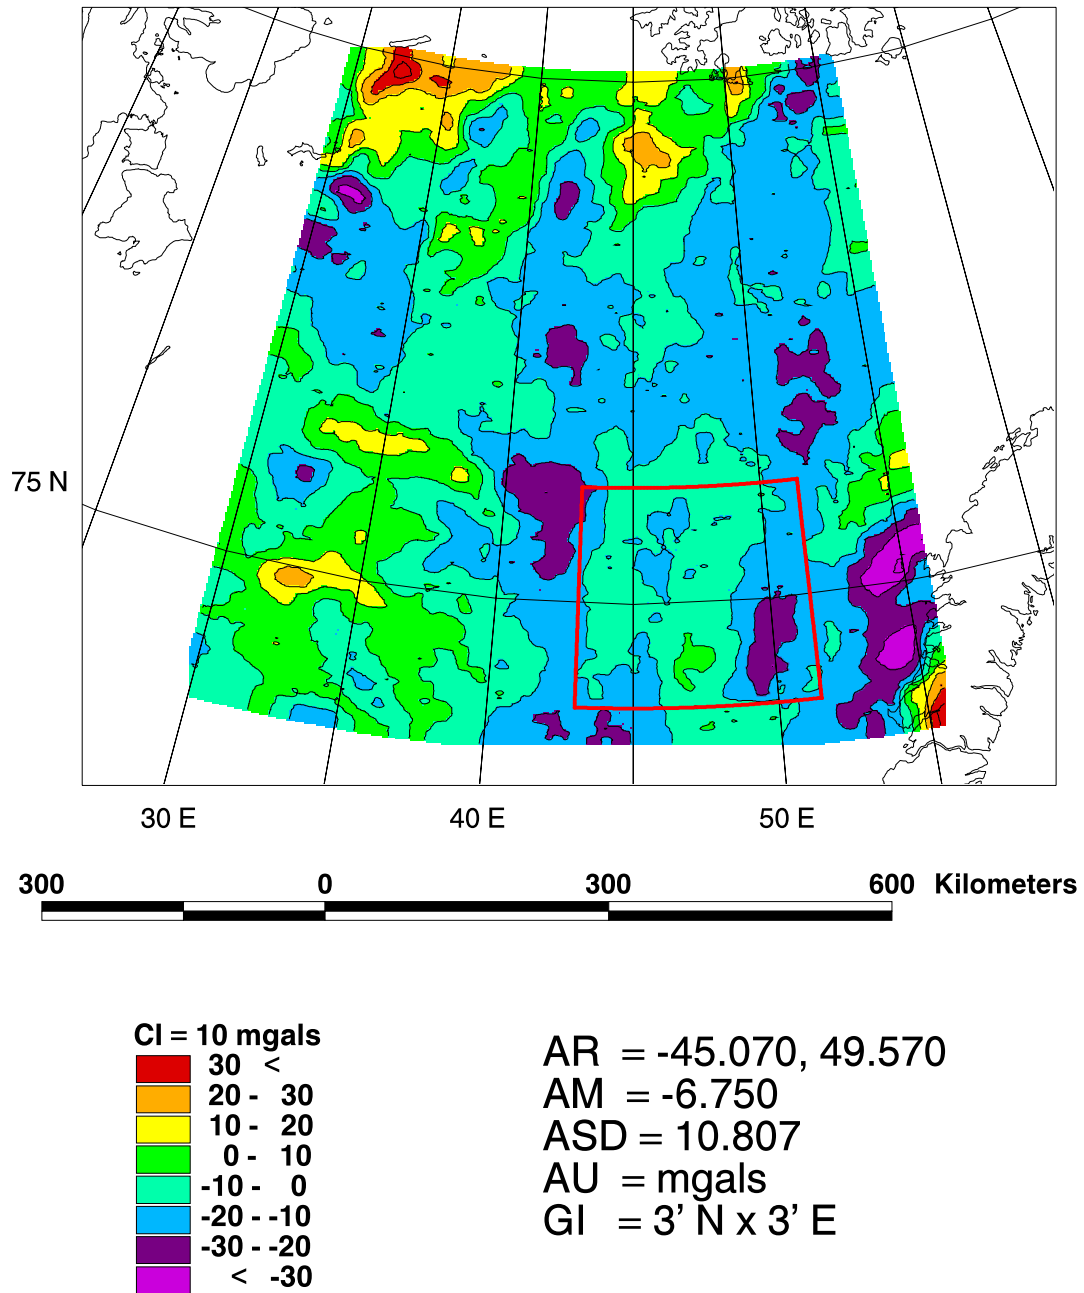 75 N
30 E 40 E 50 E
300 0 300 600 Kilometers
CI = 10 mgals
30 <
20 - 30
10 - 20
0 - 10
-10 - 0
-20 - -10
-30 - -20
< -30
AR = -45.070, 49.570
AM = -6.750
ASD = 10.807
AU = mgals
GI = 3’ N x 3’ E